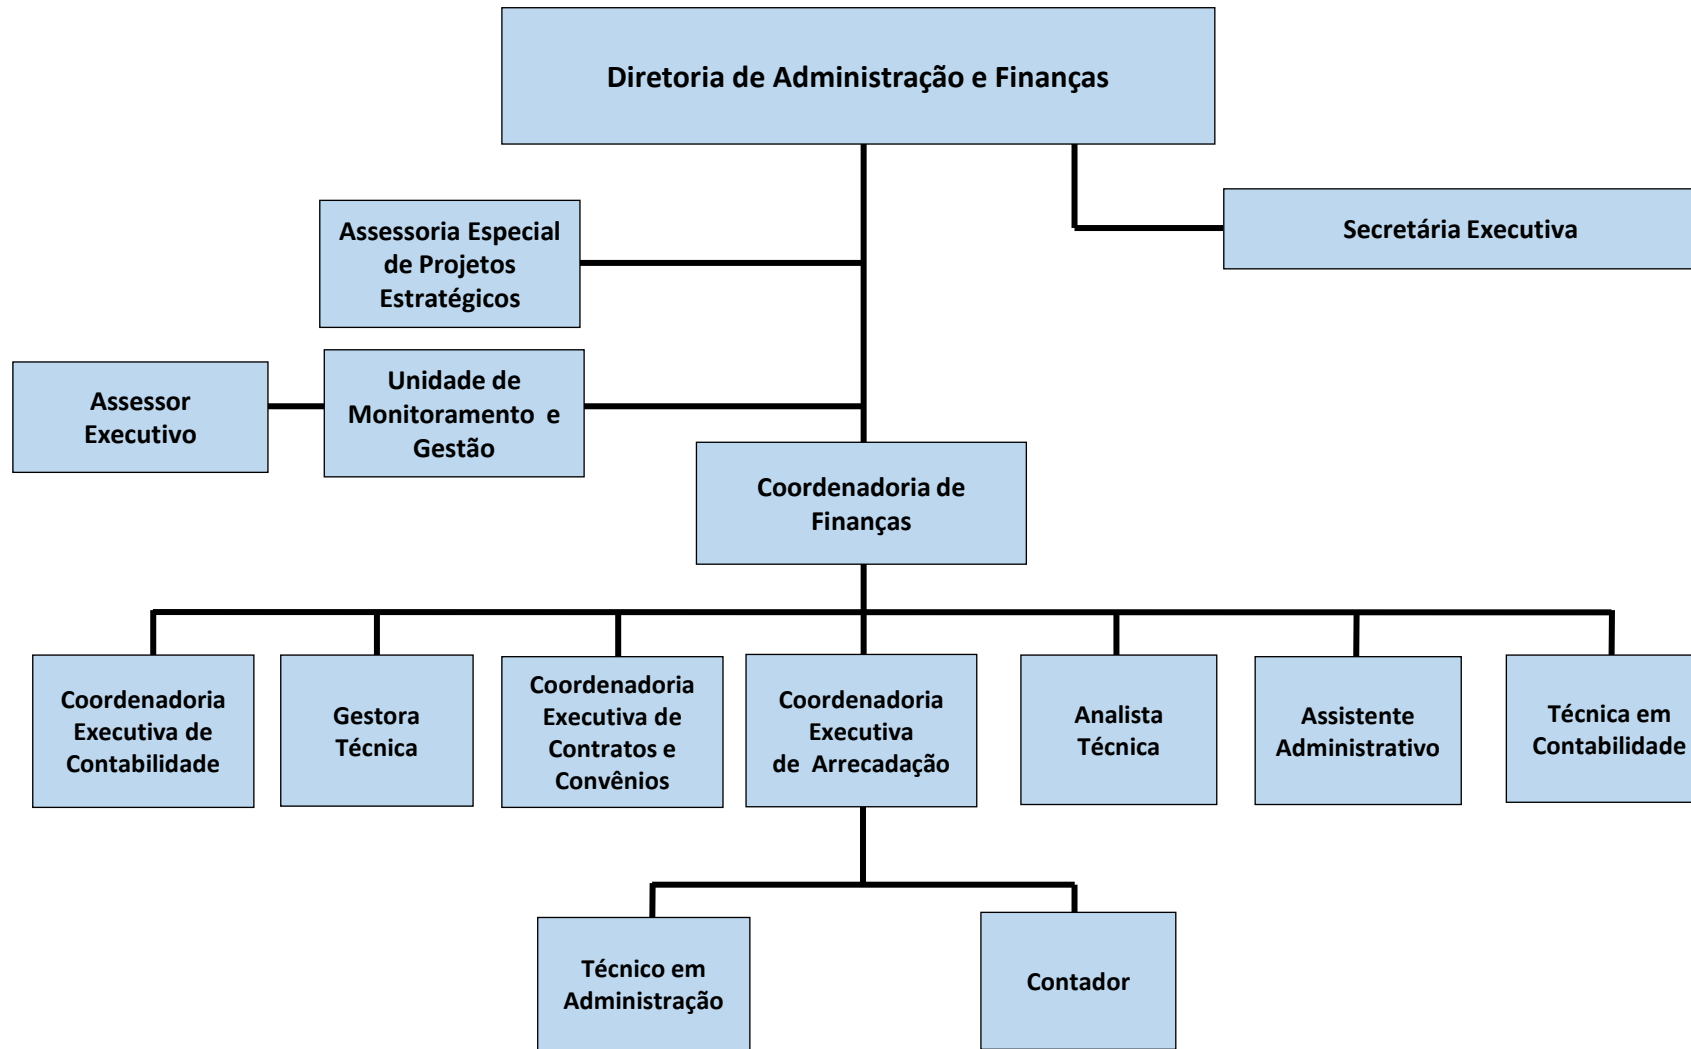 Diretoria de Administração e Finanças
Secretária Executiva
Assessoria Especial
de Projetos
Estratégicos
Assessor
Executivo
Unidade de
Monitoramento e
Gestão
Coordenadoria de
Finanças
Coordenadoria
Executiva de
Contabilidade
Gestora
Técnica
Coordenadoria
Executiva de
Contratos e
Convênios
Coordenadoria
Executiva
de Arrecadação
Analista
Técnica
Assistente
Administrativo
Técnica em
Contabilidade
Técnico em
Administração
Contador